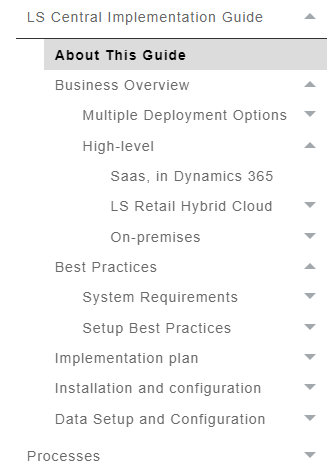 LS Central Implementation Guide
About This Guide
Business Overview
Multiple Deployment Options
High-level
Saas, in Dynamics 365
LS Retail Hybrid Cloud
On-premises
Best Practices
System Requirements
Setup Best Practices
Implementation plan
Installation and configuration
Data Setup and Configuration
Processes